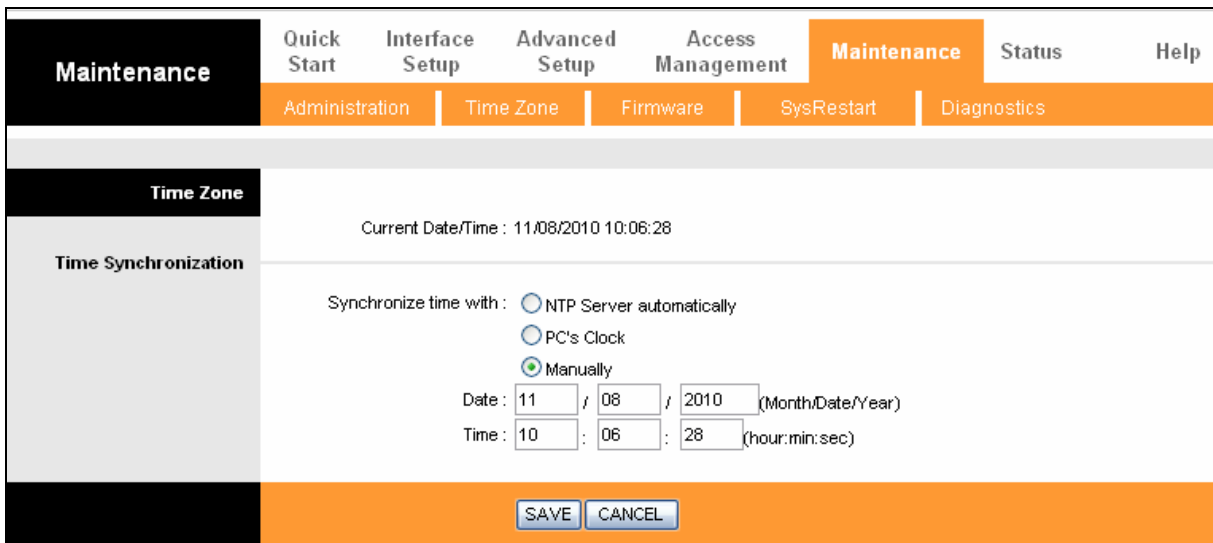 Maintenance
Quick Start
Interface Setup
Advanced Setup
Access Management
Maintenance
Status
Help
Administration
Time Zone
Firmware
SysRestart
Diagnostics
Time Zone
Current Date/Time : 11/08/2010 10:06:28
Time Synchronization
Synchronize time with : NTP Server automatically
PC's Clock
Manually
Date : 11 / 08 / 2010 (Month/Date/Year)
Time : 10 : 06 : 28 (hour:min:sec)
SAVE CANCEL